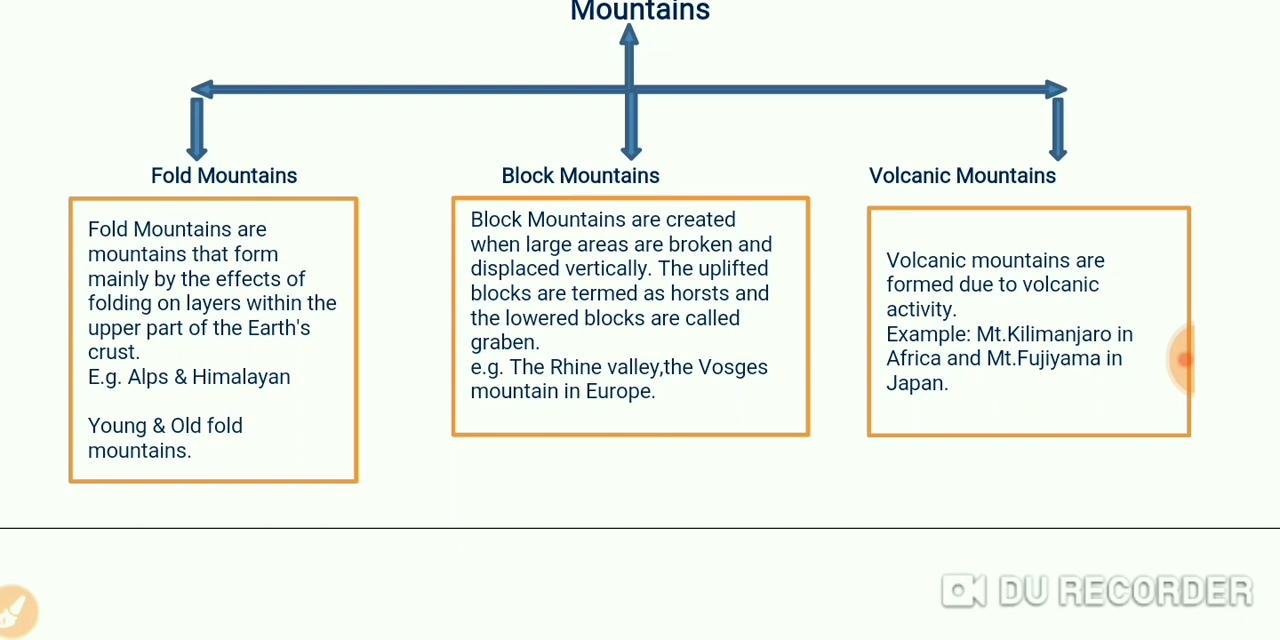 Mountains
Fold Mountains
Block Mountains
Volcanic Mountains
Fold Mountains are
mountains that form
mainly by the effects of
folding on layers within the
upper part of the Earth's
crust.
E.g. Alps & Himalayan
Young & Old fold
mountains.
Block Mountains are created
when large areas are broken and
displaced vertically. The uplifted
blocks are termed as horsts and
the lowered blocks are called
graben.
e.g. The Rhine valley,the Vosges
mountain in Europe.
Volcanic mountains are
formed due to volcanic
activity.
Example: Mt.Kilimanjaro in
Africa and Mt.Fujiyama in
Japan.
DU RECORDER